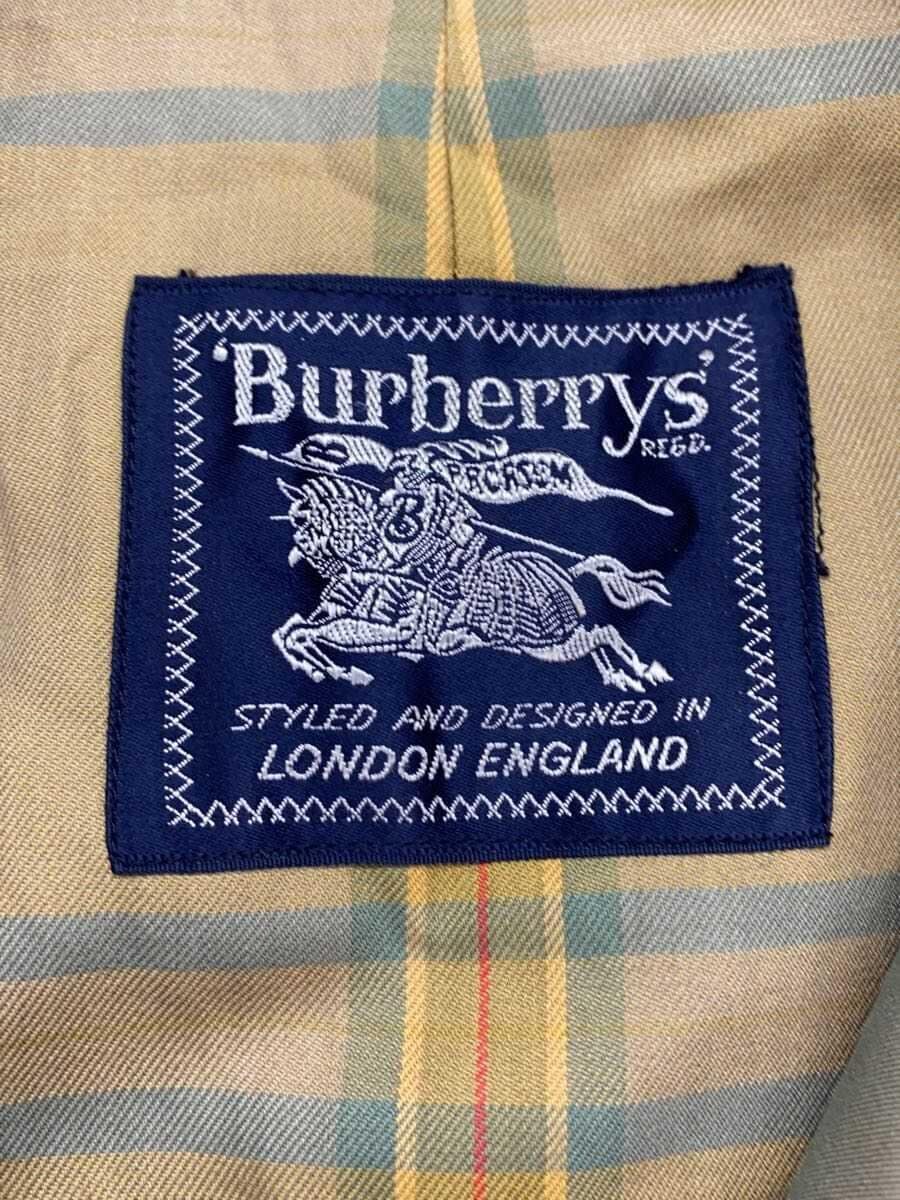 'Burberrys'
REGD.
PRORSUM
B
STYLED AND DESIGNED IN
LONDON ENGLAND